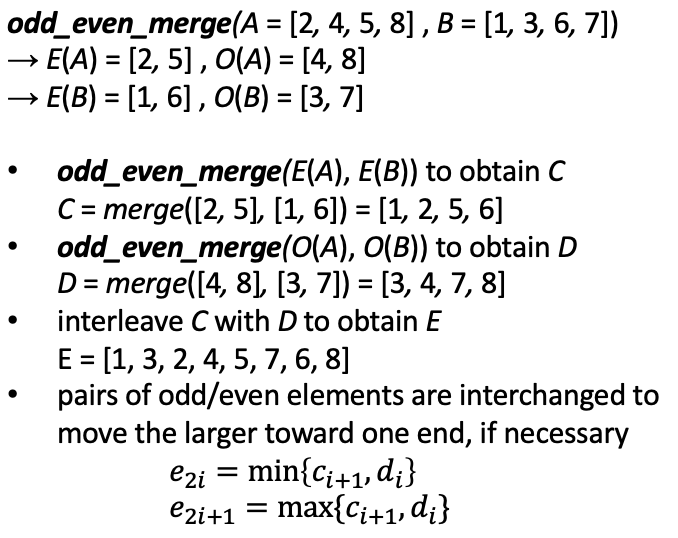 odd_even_merge(A = [2, 4, 5, 8] , B = [1, 3, 6, 7])
→ E(A) = [2, 5] , O(A) = [4, 8]
→ E(B) = [1, 6] , O(B) = [3, 7]
• odd_even_merge(E(A), E(B)) to obtain C
C = merge([2, 5], [1, 6]) = [1, 2, 5, 6]
• odd_even_merge(O(A), O(B)) to obtain D
D = merge([4, 8], [3, 7]) = [3, 4, 7, 8]
• interleave C with D to obtain E
E = [1, 3, 2, 4, 5, 7, 6, 8]
• pairs of odd/even elements are interchanged to
move the larger toward one end, if necessary
e₂ᵢ = min{cᵢ₊₁, dᵢ}
e₂ᵢ₊₁ = max{cᵢ₊₁, dᵢ}